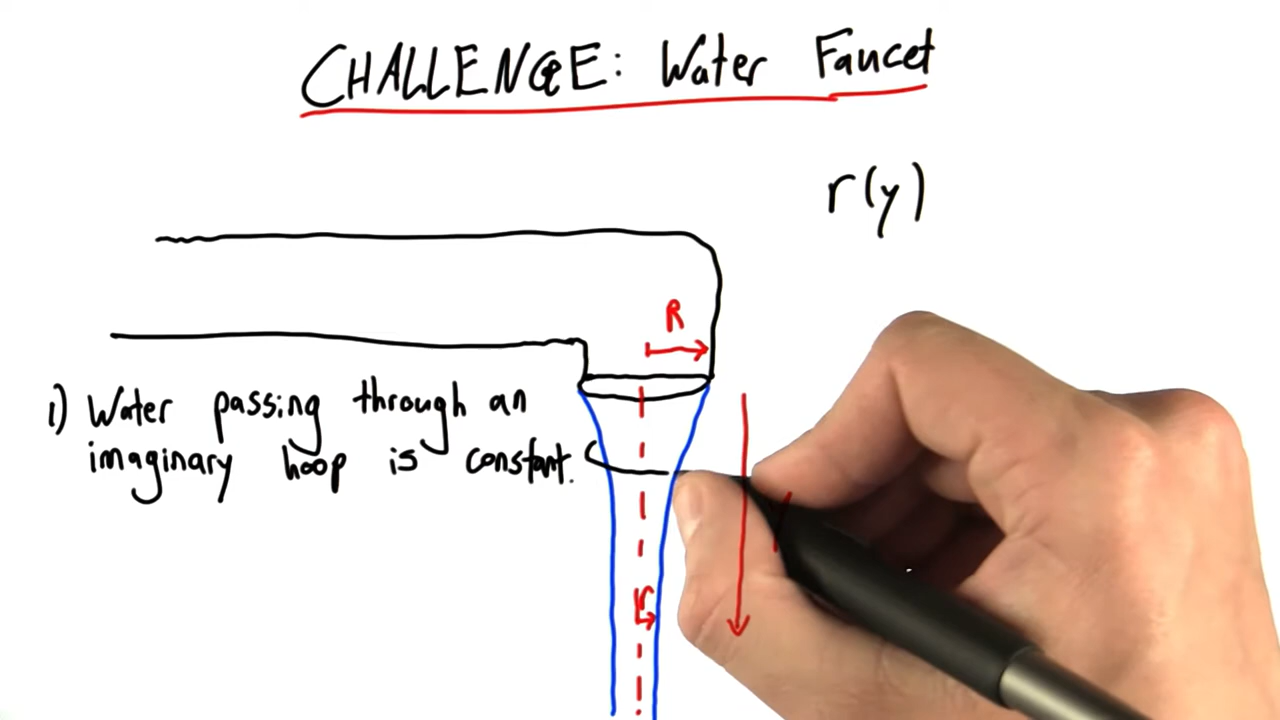 CHALLENGE: Water Faucet
r(y)
R
1) Water passing through an
imaginary hoop is constant.
r